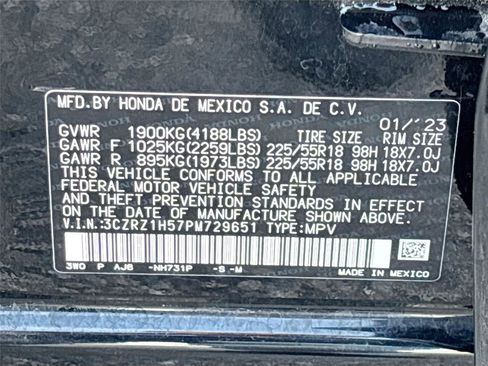 MFD.BY HONDA DE MEXICO S.A. DE C.V.
01/'23
GVWR 1900KG(4188LBS) TIRE SIZE RIM SIZE
GAWR F 1025KG(2259LBS) 225/55R18 98H 18X7.0J
GAWR R 895KG(1973LBS) 225/55R18 98H 18X7.0J
THIS VEHICLE CONFORMS TO ALL APPLICABLE
FEDERAL MOTOR VEHICLE SAFETY
AND THEFT PREVENTION STANDARDS IN EFFECT
ON THE DATE OF MANUFACTURE SHOWN ABOVE.
V.I.N.:3CZRZ1H57PM729651 TYPE:MPV
3W0 P AJ6 -NH731P -S -M
MADE IN MEXICO